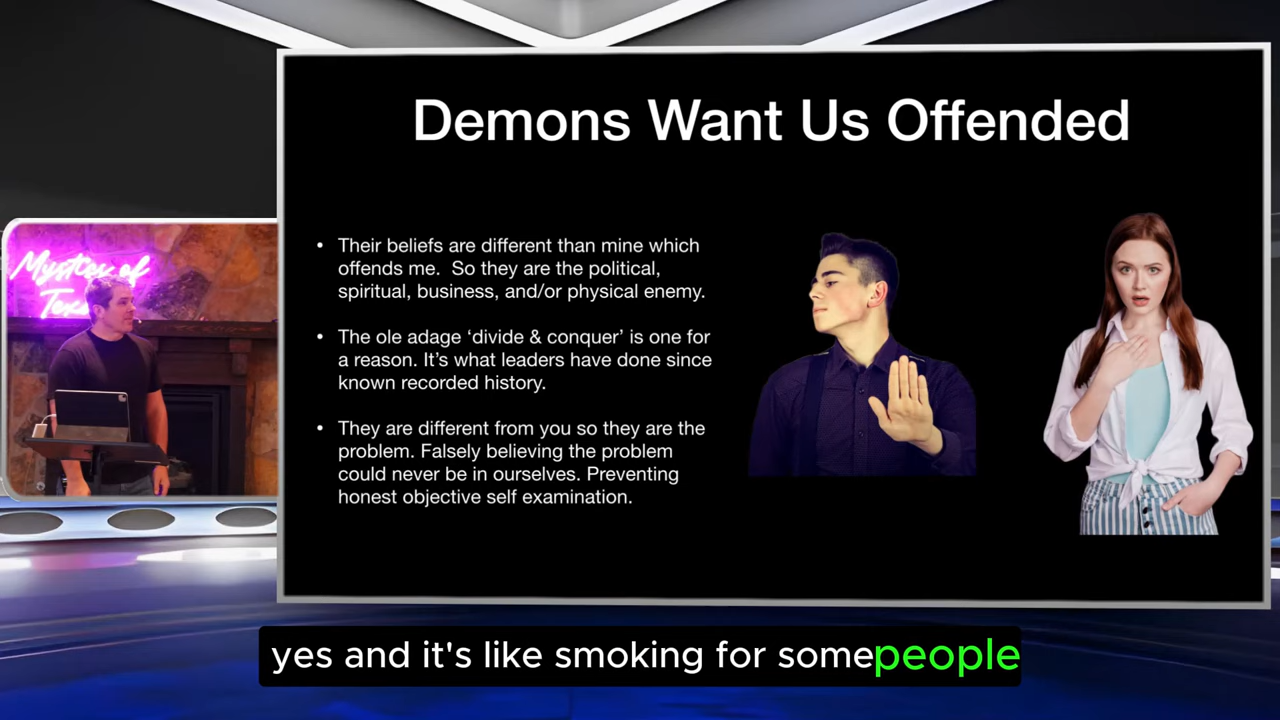 Demons Want Us Offended
• Their beliefs are different than mine which
offends me.  So they are the political,
spiritual, business, and/or physical enemy.
• The ole adage ‘divide & conquer’ is one for
a reason. It’s what leaders have done since
known recorded history.
• They are different from you so they are the
problem. Falsely believing the problem
could never be in ourselves. Preventing
honest objective self examination.
of
yes and it's like smoking for some people